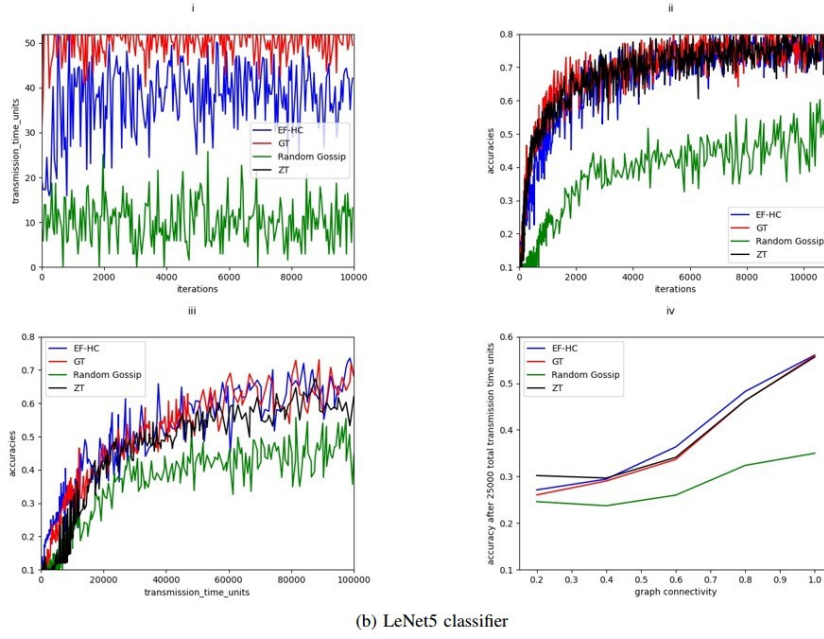 i
50
40
30
20
10
0
transmission_time_units
0 2000 4000 6000 8000 10000
iterations
EF-HC
GT
Random Gossip
ZT
ii
0.8
0.7
0.6
0.5
0.4
0.3
0.2
0.1
accuracies
0 2000 4000 6000 8000 10000
iterations
EF-HC
GT
Random Gossip
ZT
iii
0.8
0.7
0.6
0.5
0.4
0.3
0.2
0.1
accuracies
0 20000 40000 60000 80000 100000
transmission_time_units
EF-HC
GT
Random Gossip
ZT
iv
0.6
0.5
0.4
0.3
0.2
0.1
accuracy after 25000 total transmission time units
0.2 0.3 0.4 0.5 0.6 0.7 0.8 0.9 1.0
graph connectivity
EF-HC
GT
Random Gossip
ZT
(b) LeNet5 classifier